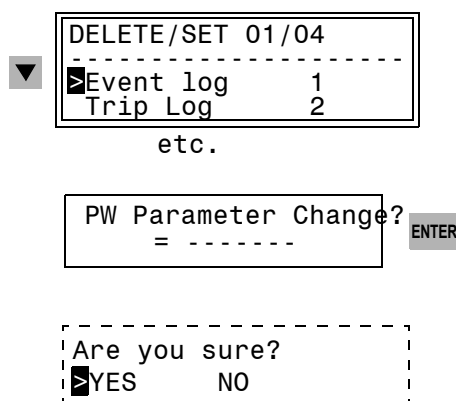 DELETE/SET 01/04
---------------------
▼
>Event log 1
Trip Log 2
etc.
PW Parameter Change?
= -------
ENTER
Are you sure?
>YES NO